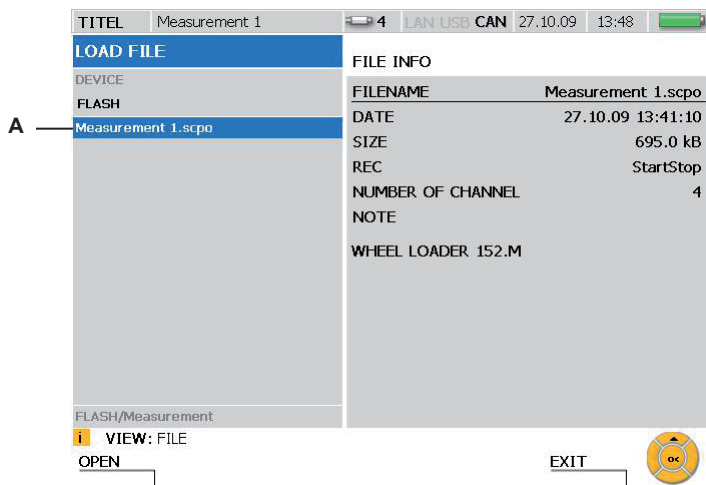 TITEL Measurement 1 4 LAN USB CAN 27.10.09 13:48
LOAD FILE
DEVICE
FLASH
A
Measurement 1.scpo
FLASH/Measurement
FILE INFO
FILENAME Measurement 1.scpo
DATE 27.10.09 13:41:10
SIZE 695.0 kB
REC StartStop
NUMBER OF CHANNEL 4
NOTE
WHEEL LOADER 152.M
i VIEW: FILE
OPEN EXIT OK